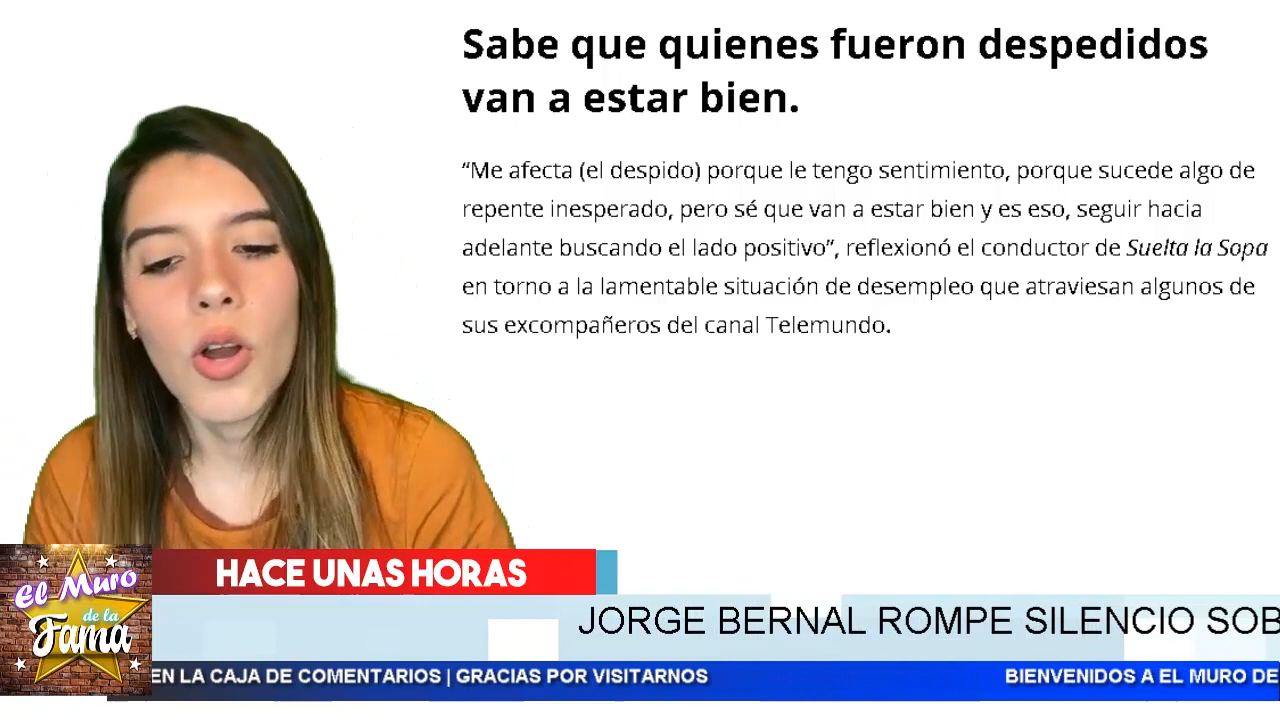 Sabe que quienes fueron despedidos
van a estar bien.
“Me afecta (el despido) porque le tengo sentimiento, porque sucede algo de
repente inesperado, pero sé que van a estar bien y es eso, seguir hacia
adelante buscando el lado positivo”, reflexionó el conductor de Suelta la Sopa
en torno a la lamentable situación de desempleo que atraviesan algunos de
sus excompañeros del canal Telemundo.
HACE UNAS HORAS
El Muro
de la
Fama
JORGE BERNAL ROMPE SILENCIO SOB
EN LA CAJA DE COMENTARIOS | GRACIAS POR VISITARNOS BIENVENIDOS A EL MURO DE